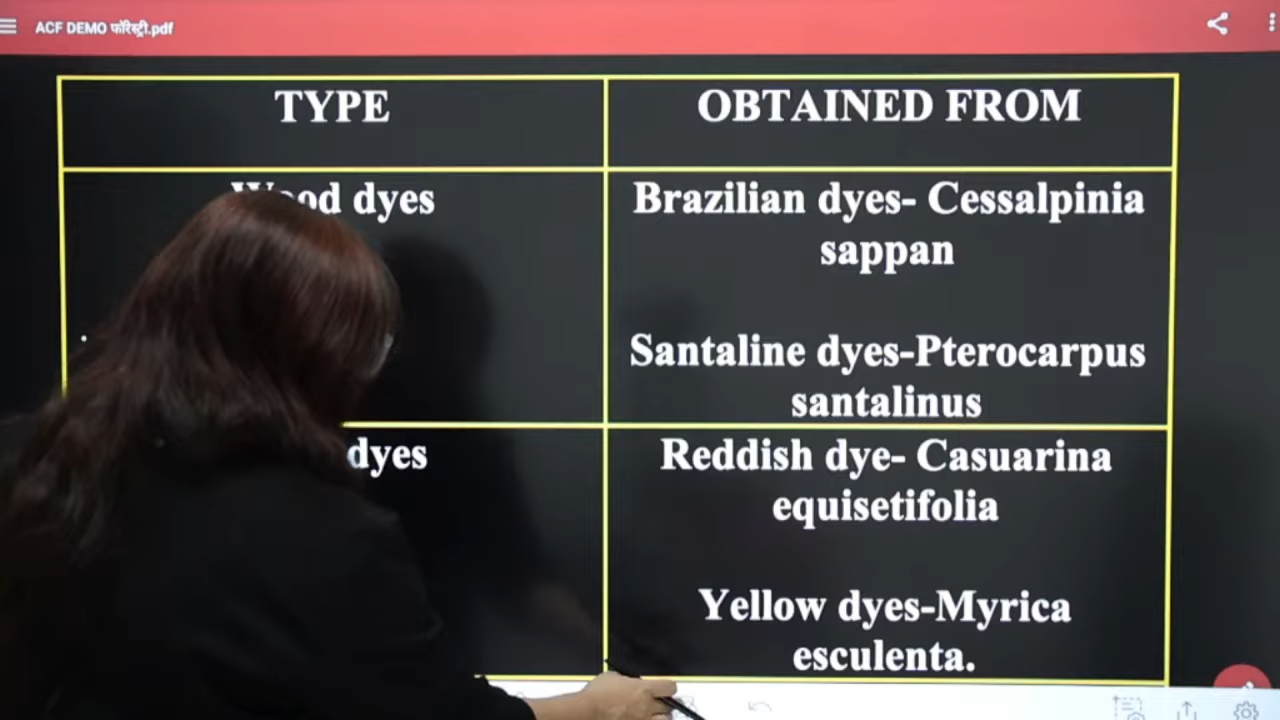 ACF DEMO फॉरेस्ट्री.pdf
TYPE
OBTAINED FROM
Wood dyes
Brazilian dyes- Cessalpinia
sappan
Santaline dyes-Pterocarpus
santalinus
dyes
Reddish dye- Casuarina
equisetifolia
Yellow dyes-Myrica
esculenta.